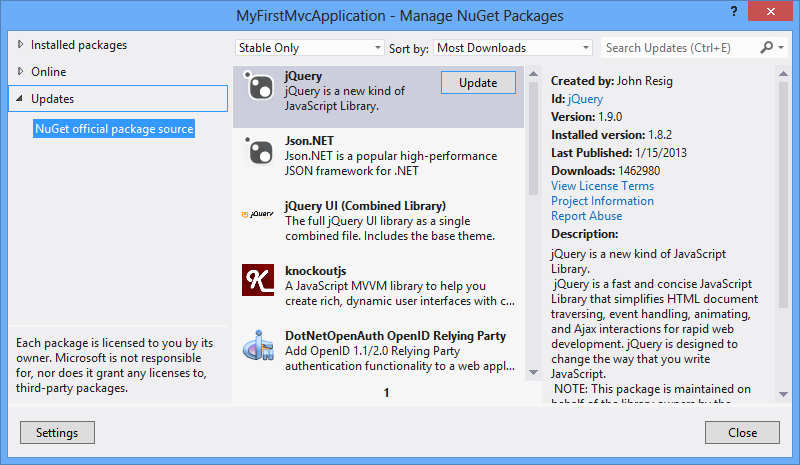 MyFirstMvcApplication - Manage NuGet Packages
Installed packages
Online
Updates
NuGet official package source
Each package is licensed to you by its
owner. Microsoft is not responsible
for, nor does it grant any licenses to,
third-party packages.
Stable Only
Sort by:
Most Downloads
Search Updates (Ctrl+E)
jQuery
jQuery is a new kind of
JavaScript Library.
Update
Json.NET
Json.NET is a popular high-performance
JSON framework for .NET
jQuery
jQuery UI (Combined Library)
The full jQuery UI library as a single
combined file. Includes the base theme.
K
knockoutjs
A JavaScript MVVM library to help you
create rich, dynamic user interfaces with c...
DotNetOpenAuth OpenID Relying Party
Add OpenID 1.1/2.0 Relying Party
authentication functionality to a web appl...
1
Created by: John Resig
Id: jQuery
Version: 1.9.0
Installed version: 1.8.2
Last Published: 1/15/2013
Downloads: 1462980
View License Terms
Project Information
Report Abuse
Description:
jQuery is a new kind of JavaScript
Library.
jQuery is a fast and concise JavaScript
Library that simplifies HTML document
traversing, event handling, animating,
and Ajax interactions for rapid web
development. jQuery is designed to
change the way that you write
JavaScript.
NOTE: This package is maintained on
behalf of the library owners by the
Settings
Close